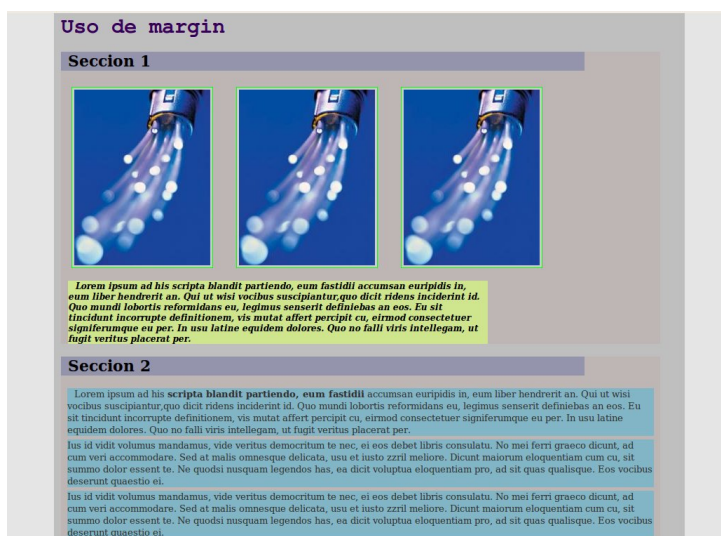 Uso de margin
Seccion 1
Lorem ipsum ad his scripta blandit partiendo, eum fastidii accumsan euripidis in,
eum liber hendrerit an. Qui ut wisi vocibus suscipiantur,quo dicit ridens inciderint id.
Quo mundi lobortis reformidans eu, legimus senserit definiebas an eos. Eu sit
tincidunt incorrupte definitionem, vis mutat affert percipit cu, eirmod consectetuer
signiferumque eu per. In usu latine equidem dolores. Quo no falli viris intellegam, ut
fugit veritus placerat per.
Seccion 2
Lorem ipsum ad his scripta blandit partiendo, eum fastidii accumsan euripidis in, eum liber hendrerit an. Qui ut wisi
vocibus suscipiantur,quo dicit ridens inciderint id. Quo mundi lobortis reformidans eu, legimus senserit definiebas an eos. Eu
sit tincidunt incorrupte definitionem, vis mutat affert percipit cu, eirmod consectetuer signiferumque eu per. In usu latine
equidem dolores. Quo no falli viris intellegam, ut fugit veritus placerat per.
Ius id vidit volumus mandamus, vide veritus democritum te nec, ei eos debet libris consulatu. No mei ferri graeco dicunt, ad
cum veri accommodare. Sed at malis omnesque delicata, usu et iusto zzril meliore. Dicunt maiorum eloquentiam cum cu, sit
summo dolor essent te. Ne quodsi nusquam legendos has, ea dicit voluptua eloquentiam pro, ad sit quas qualisque. Eos vocibus
deserunt quaestio ei.
Ius id vidit volumus mandamus, vide veritus democritum te nec, ei eos debet libris consulatu. No mei ferri graeco dicunt, ad
cum veri accommodare. Sed at malis omnesque delicata, usu et iusto zzril meliore. Dicunt maiorum eloquentiam cum cu, sit
summo dolor essent te. Ne quodsi nusquam legendos has, ea dicit voluptua eloquentiam pro, ad sit quas qualisque. Eos vocibus
deserunt quaestio ei.